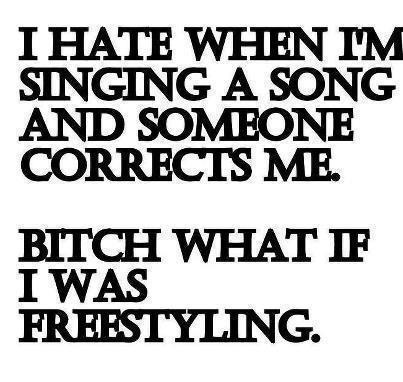 I HATE WHEN I'M
SINGING A SONG
AND SOMEONE
CORRECTS ME.
BITCH WHAT IF
I WAS
FREESTYLING.